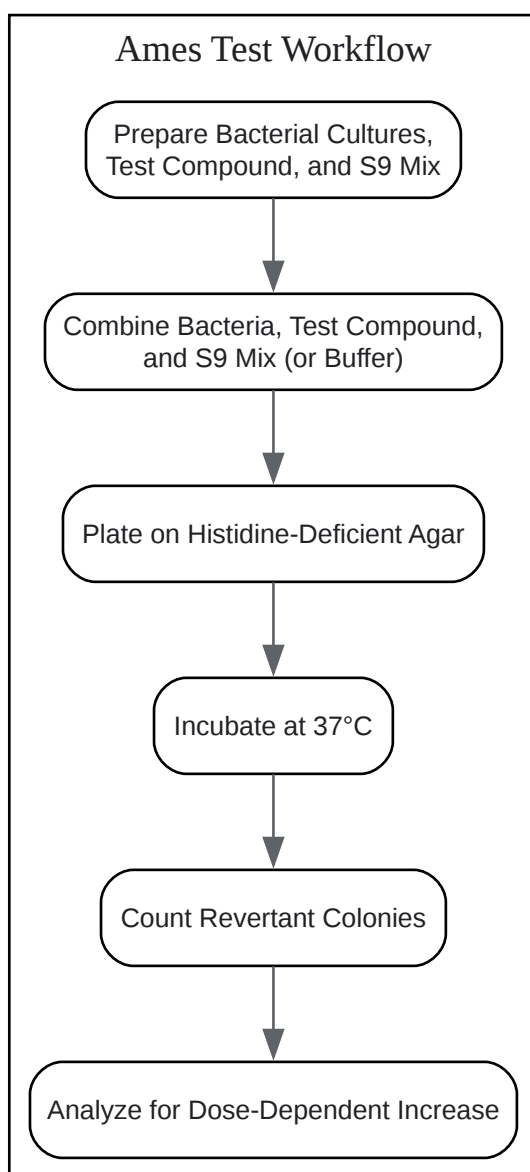 Ames Test Workflow
Prepare Bacterial Cultures,
Test Compound, and S9 Mix
Combine Bacteria, Test Compound,
and S9 Mix (or Buffer)
Plate on Histidine-Deficient Agar
Incubate at 37°C
Count Revertant Colonies
Analyze for Dose-Dependent Increase